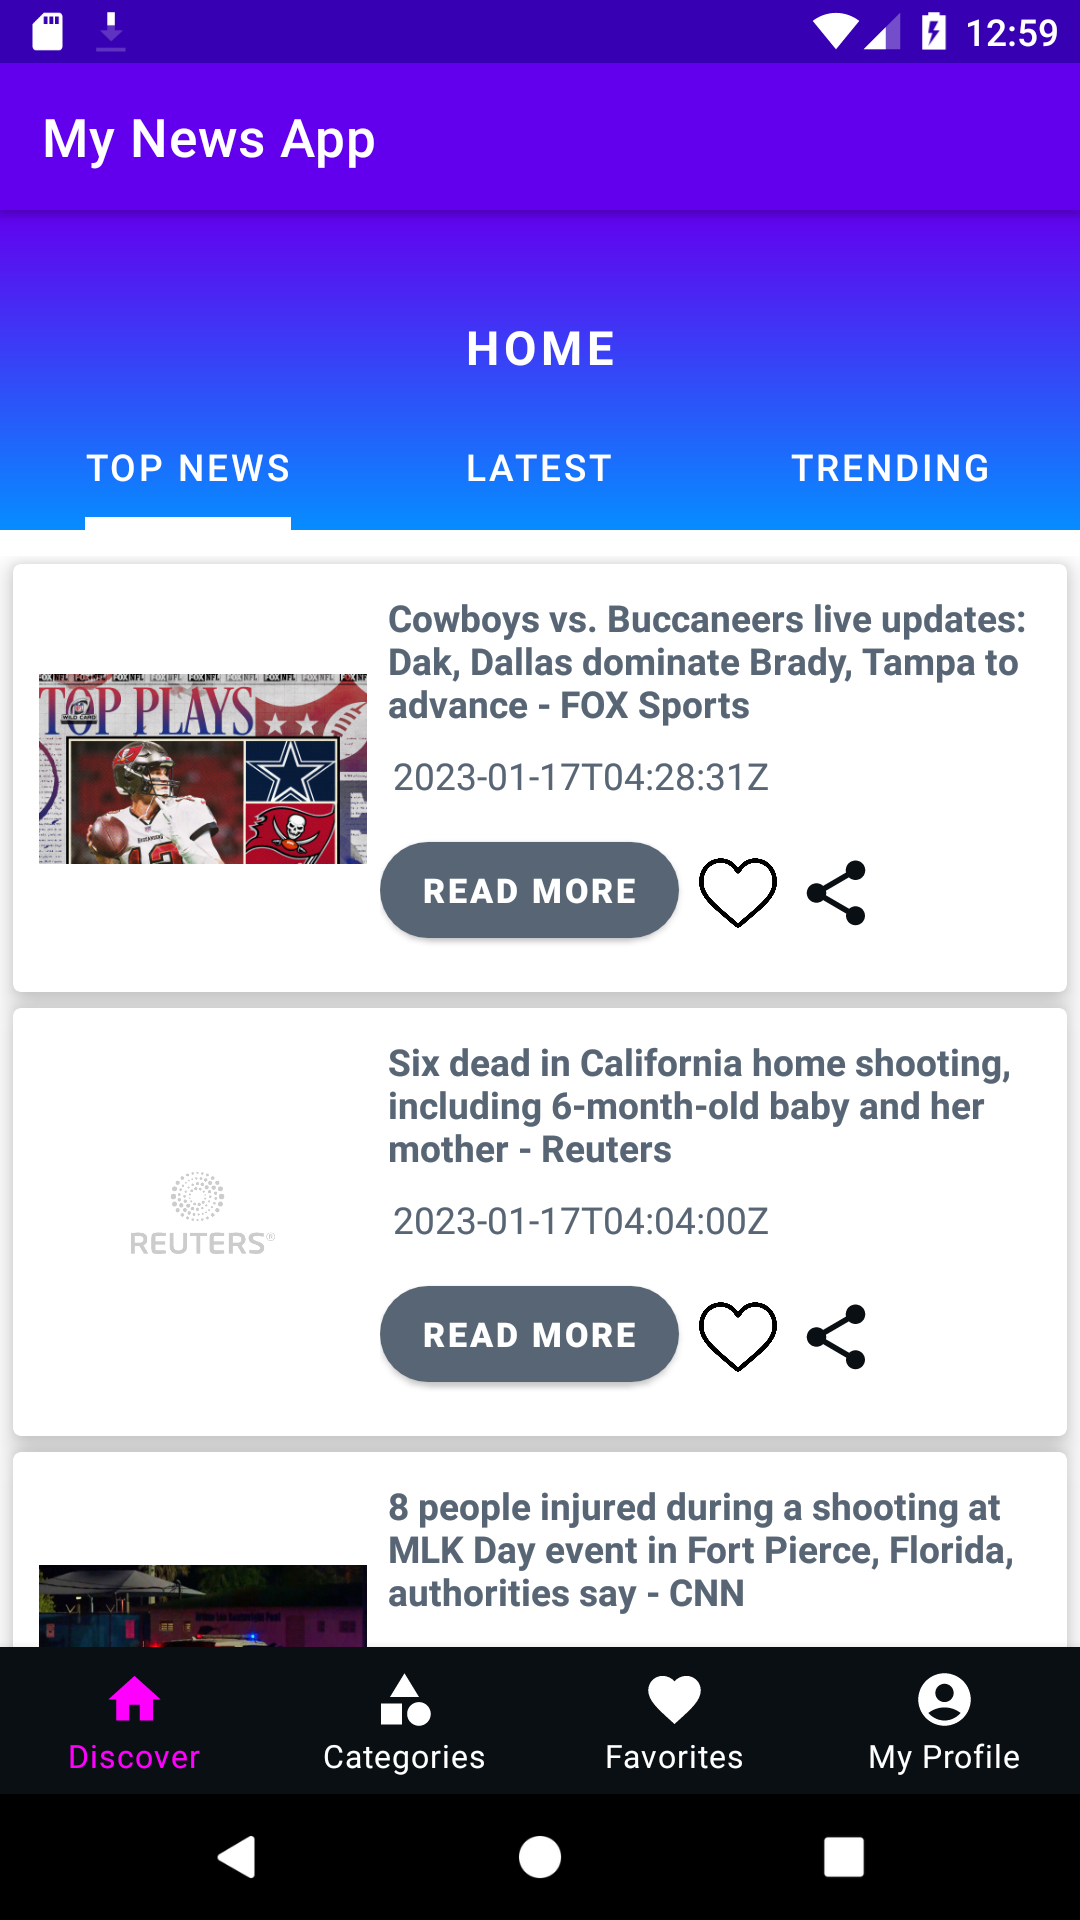 12:59
My News App
HOME
TOP NEWS
LATEST
TRENDING
TOP PLAYS
WILD CARD
Cowboys vs. Buccaneers live updates:
Dak, Dallas dominate Brady, Tampa to
advance - FOX Sports
2023-01-17T04:28:31Z
READ MORE
REUTERS®
Six dead in California home shooting,
including 6-month-old baby and her
mother - Reuters
2023-01-17T04:04:00Z
READ MORE
8 people injured during a shooting at
MLK Day event in Fort Pierce, Florida,
authorities say - CNN
Discover
Categories
Favorites
My Profile